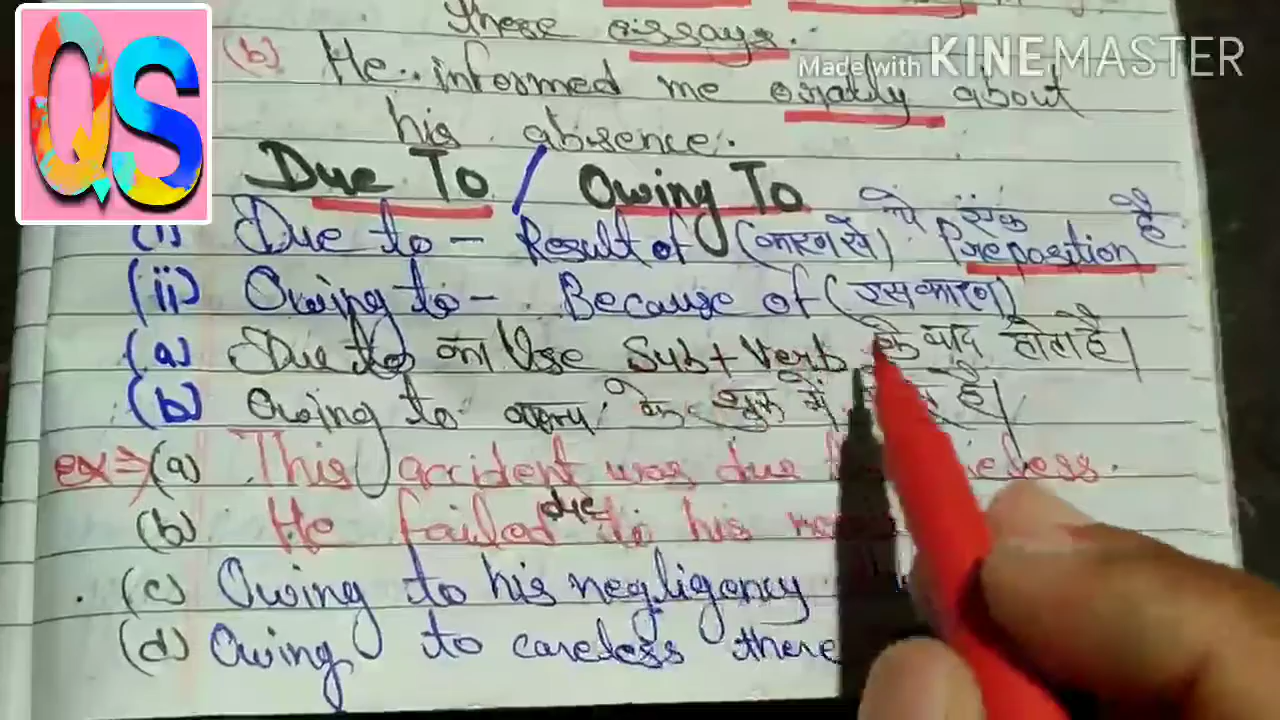 QS
Made with KINEMASTER
these essays.
(b) He informed me orally about
his absence.
Due To / Owing To
(i) Due to - Result of (कारण से) ये एक Preposition है
(ii) Owing to - Because of (इस कारण)
(a) Due to का Use Sub + Verb के बाद होता है।
(b) Owing to वाक्य के शुरू में है।
ex ⇒ (a) This accident was due
(b) He failed due to his
(c) Owing to his negligency
(d) Owing to careless there